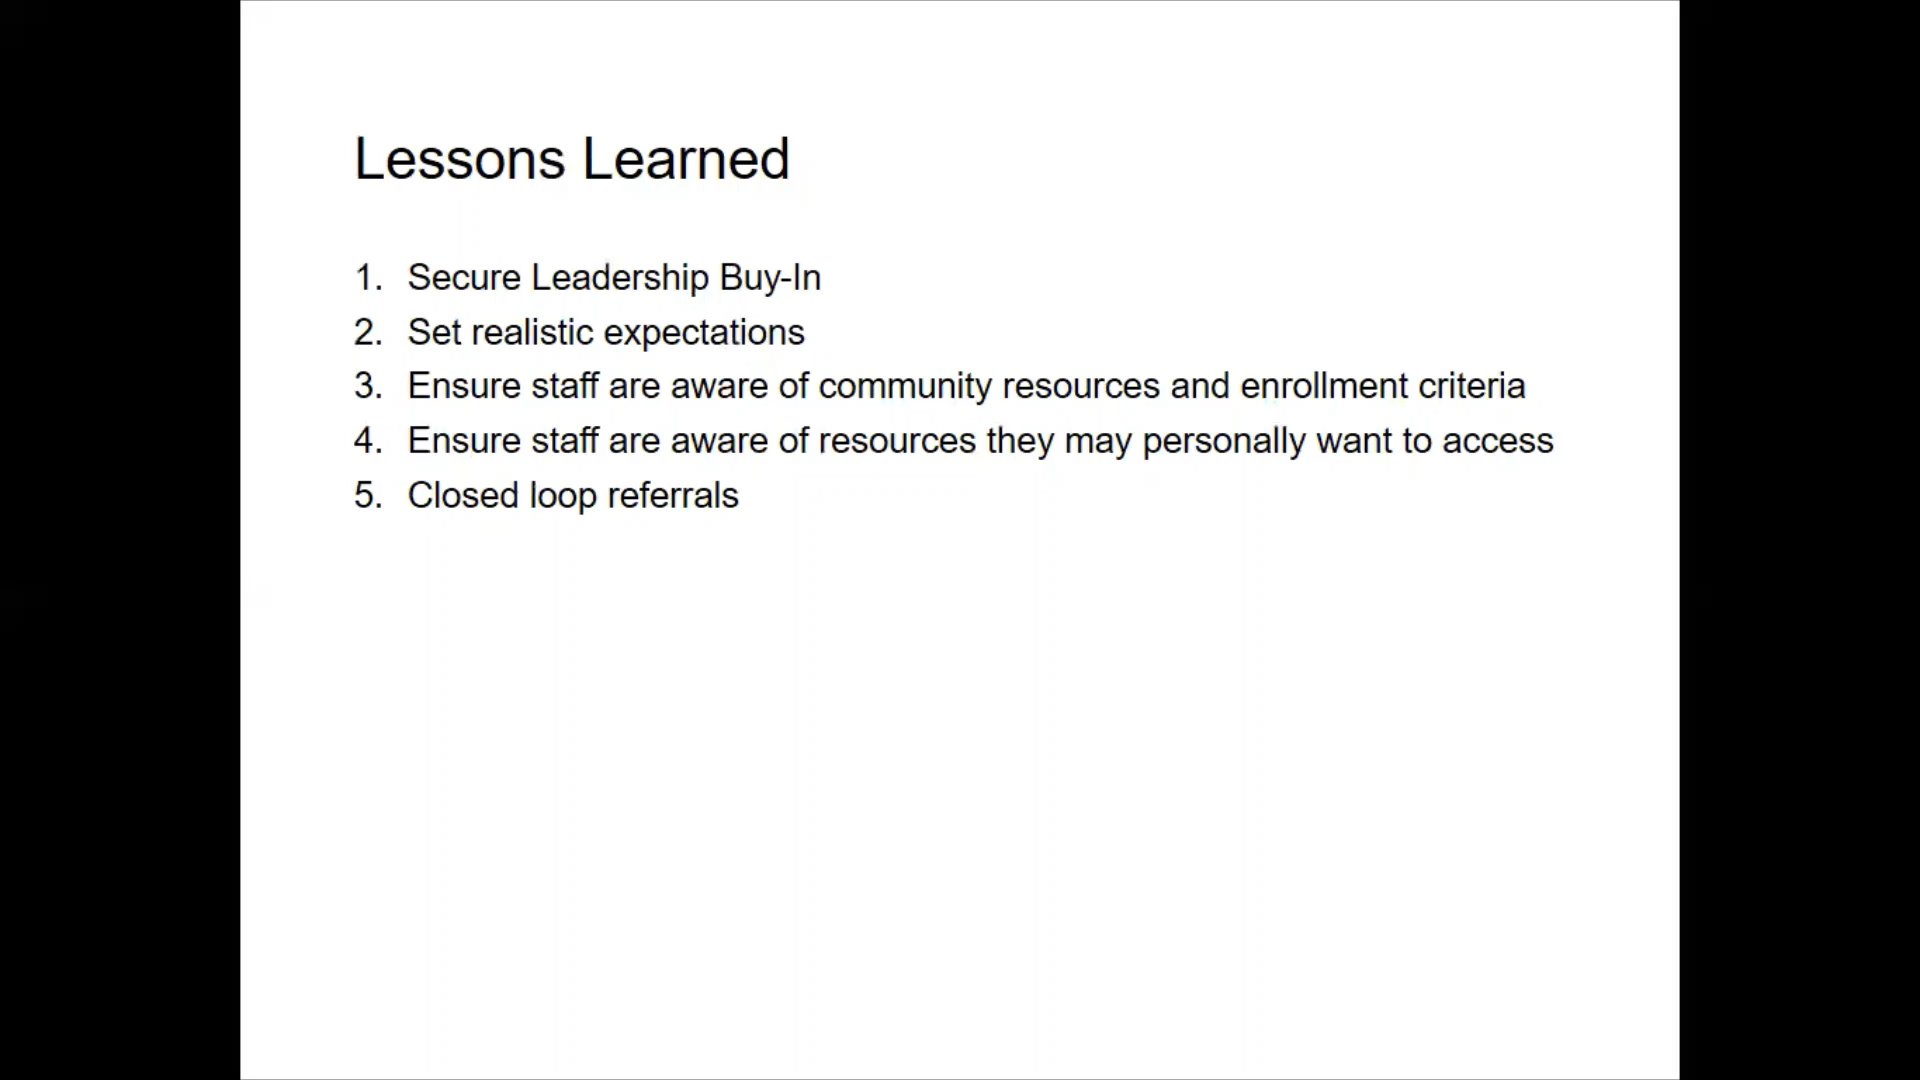 Lessons Learned
1. Secure Leadership Buy-In
2. Set realistic expectations
3. Ensure staff are aware of community resources and enrollment criteria
4. Ensure staff are aware of resources they may personally want to access
5. Closed loop referrals